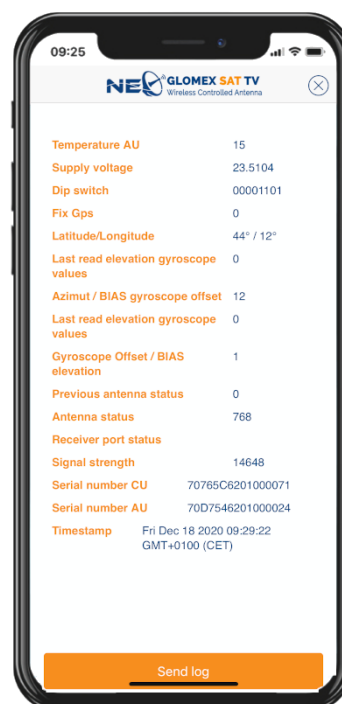 09:25
NEO GLOMEX SAT TV
Wireless Controlled Antenna
Temperature AU 15
Supply voltage 23.5104
Dip switch 00001101
Fix Gps 0
Latitude/Longitude 44° / 12°
Last read elevation gyroscope 0
values
Azimut / BIAS gyroscope offset 12
Last read elevation gyroscope 0
values
Gyroscope Offset / BIAS 1
elevation
Previous antenna status 0
Antenna status 768
Receiver port status
Signal strength 14648
Serial number CU 70765C6201000071
Serial number AU 70D7546201000024
Timestamp Fri Dec 18 2020 09:29:22
GMT+0100 (CET)
Send log